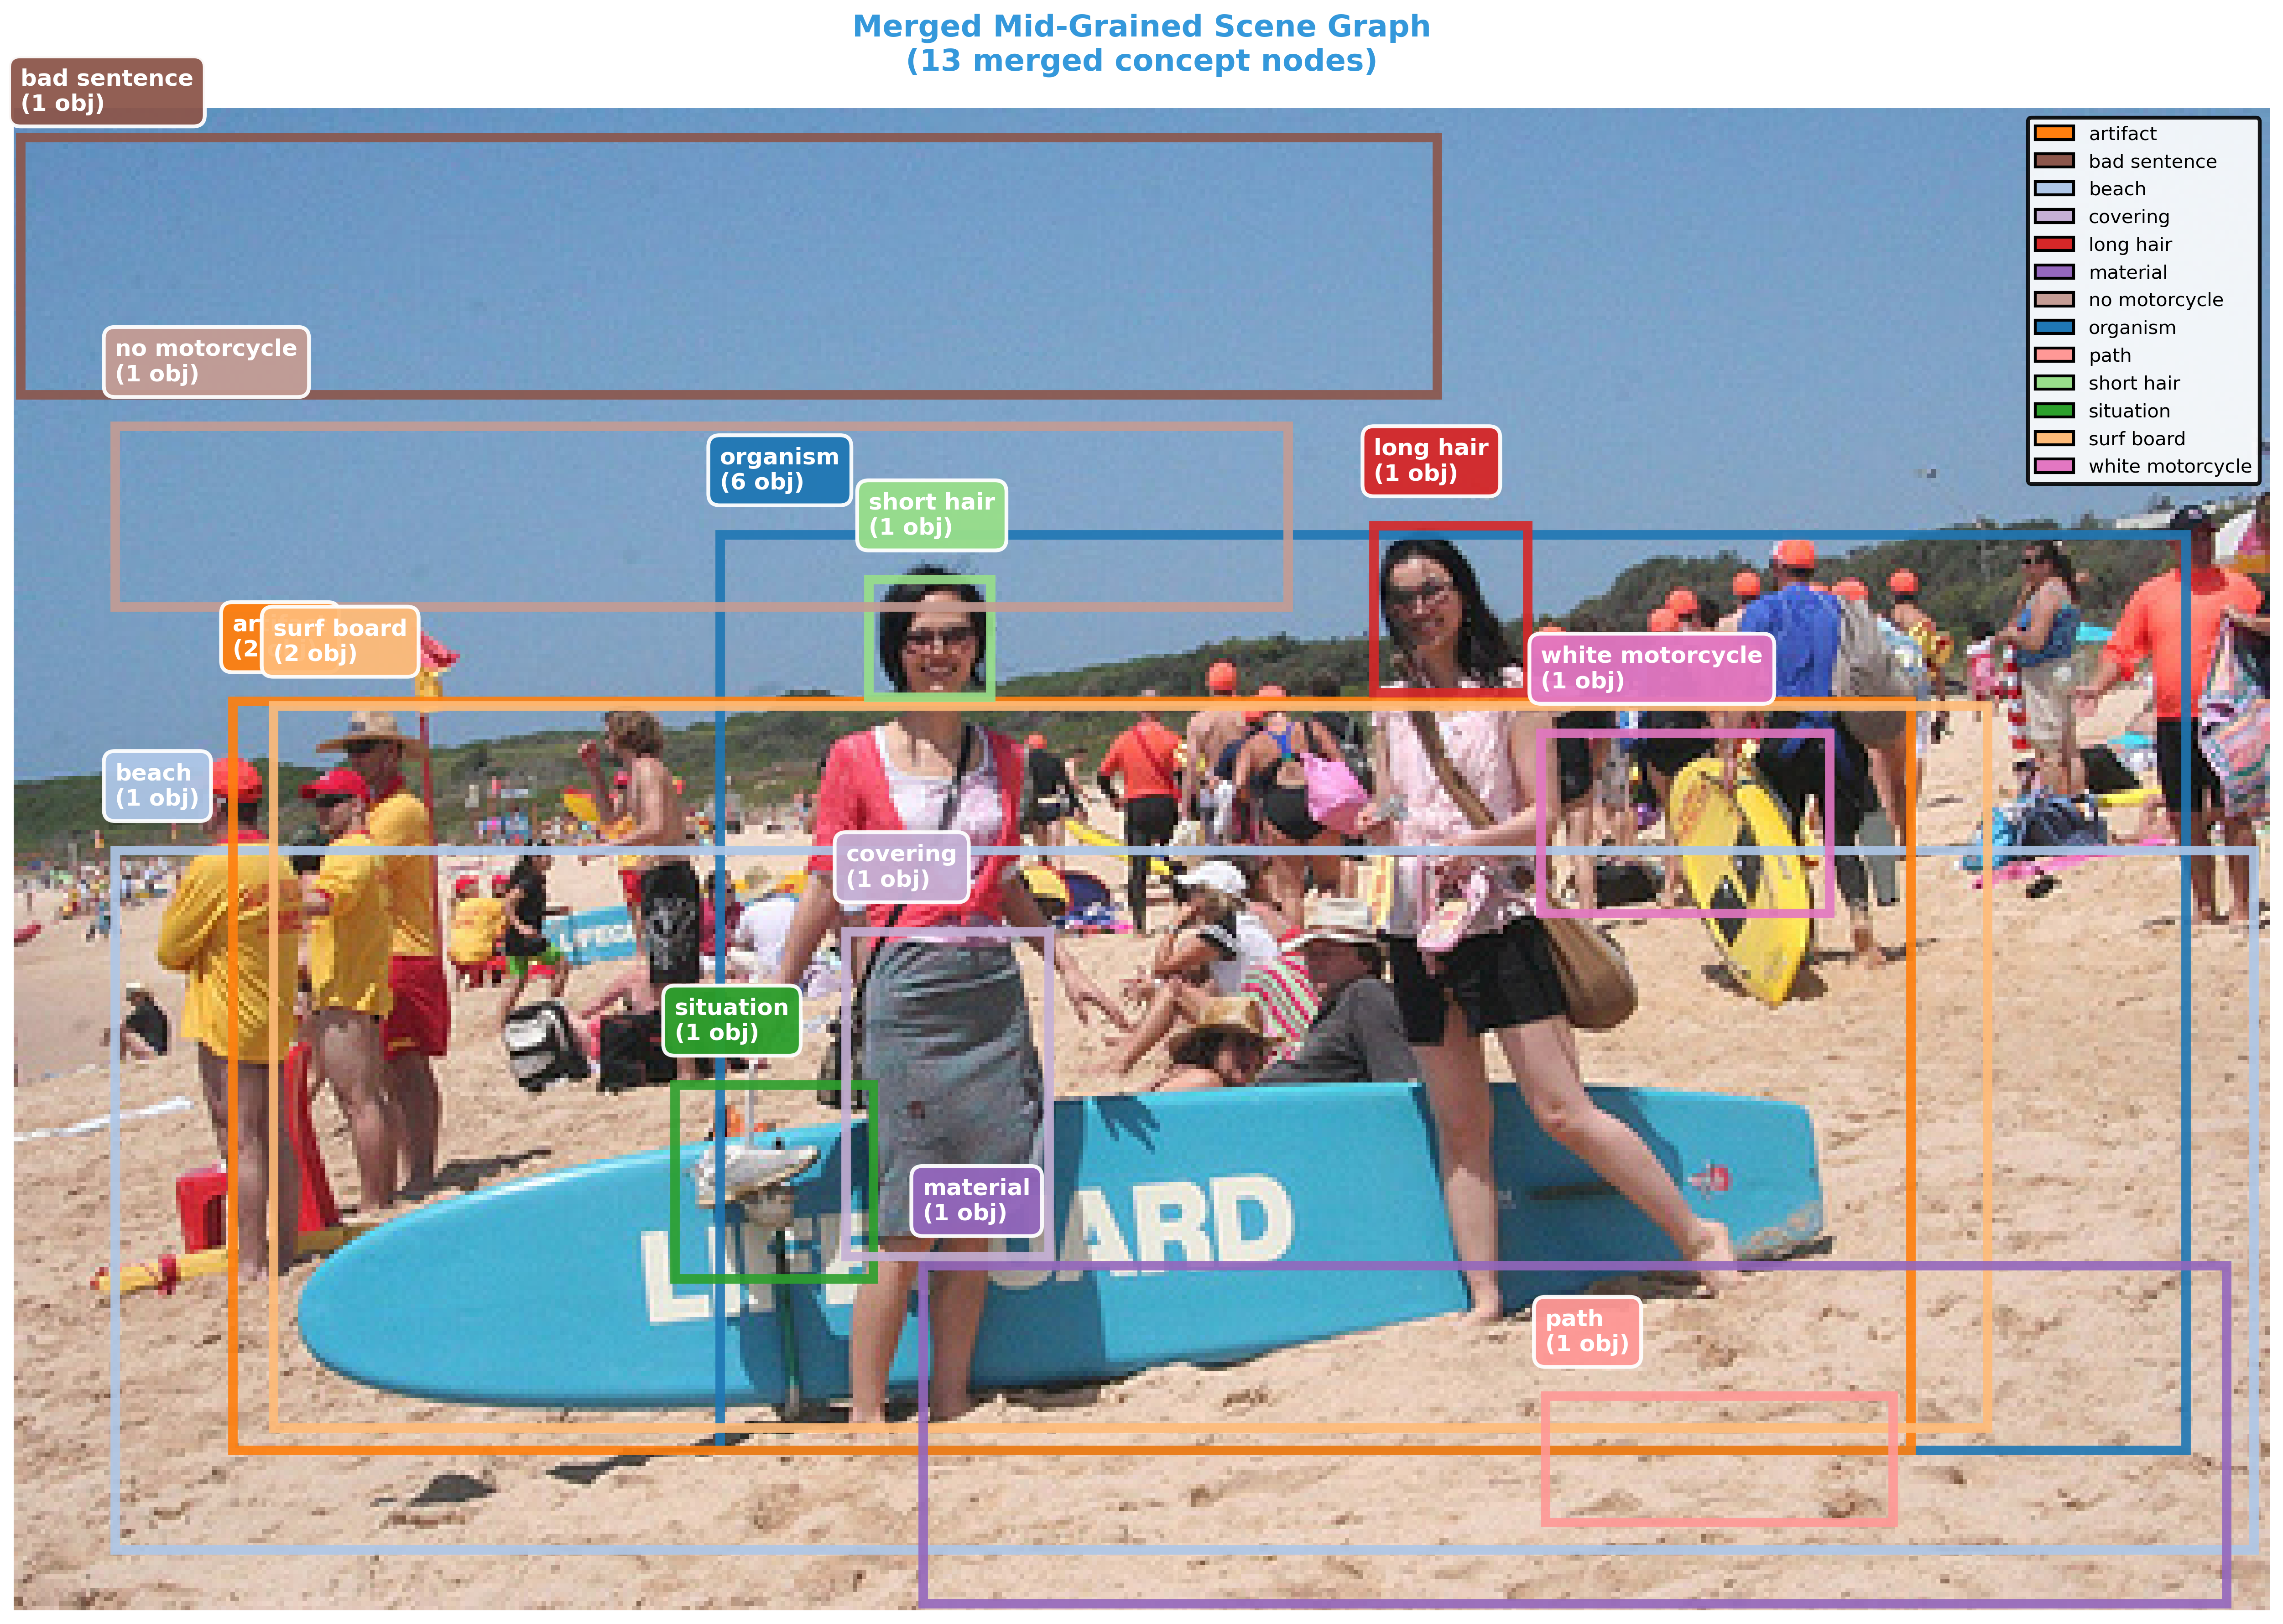 Merged Mid-Grained Scene Graph
(13 merged concept nodes)
bad sentence
(1 obj)
artifact
bad sentence
beach
covering
long hair
material
no motorcycle
organism
path
short hair
situation
surf board
white motorcycle
no motorcycle
(1 obj)
organism
(6 obj)
long hair
(1 obj)
short hair
(1 obj)
ar
(2
surf board
(2 obj)
white motorcycle
(1 obj)
beach
(1 obj)
covering
(1 obj)
situation
(1 obj)
material
(1 obj)
LIFEGUARD
path
(1 obj)